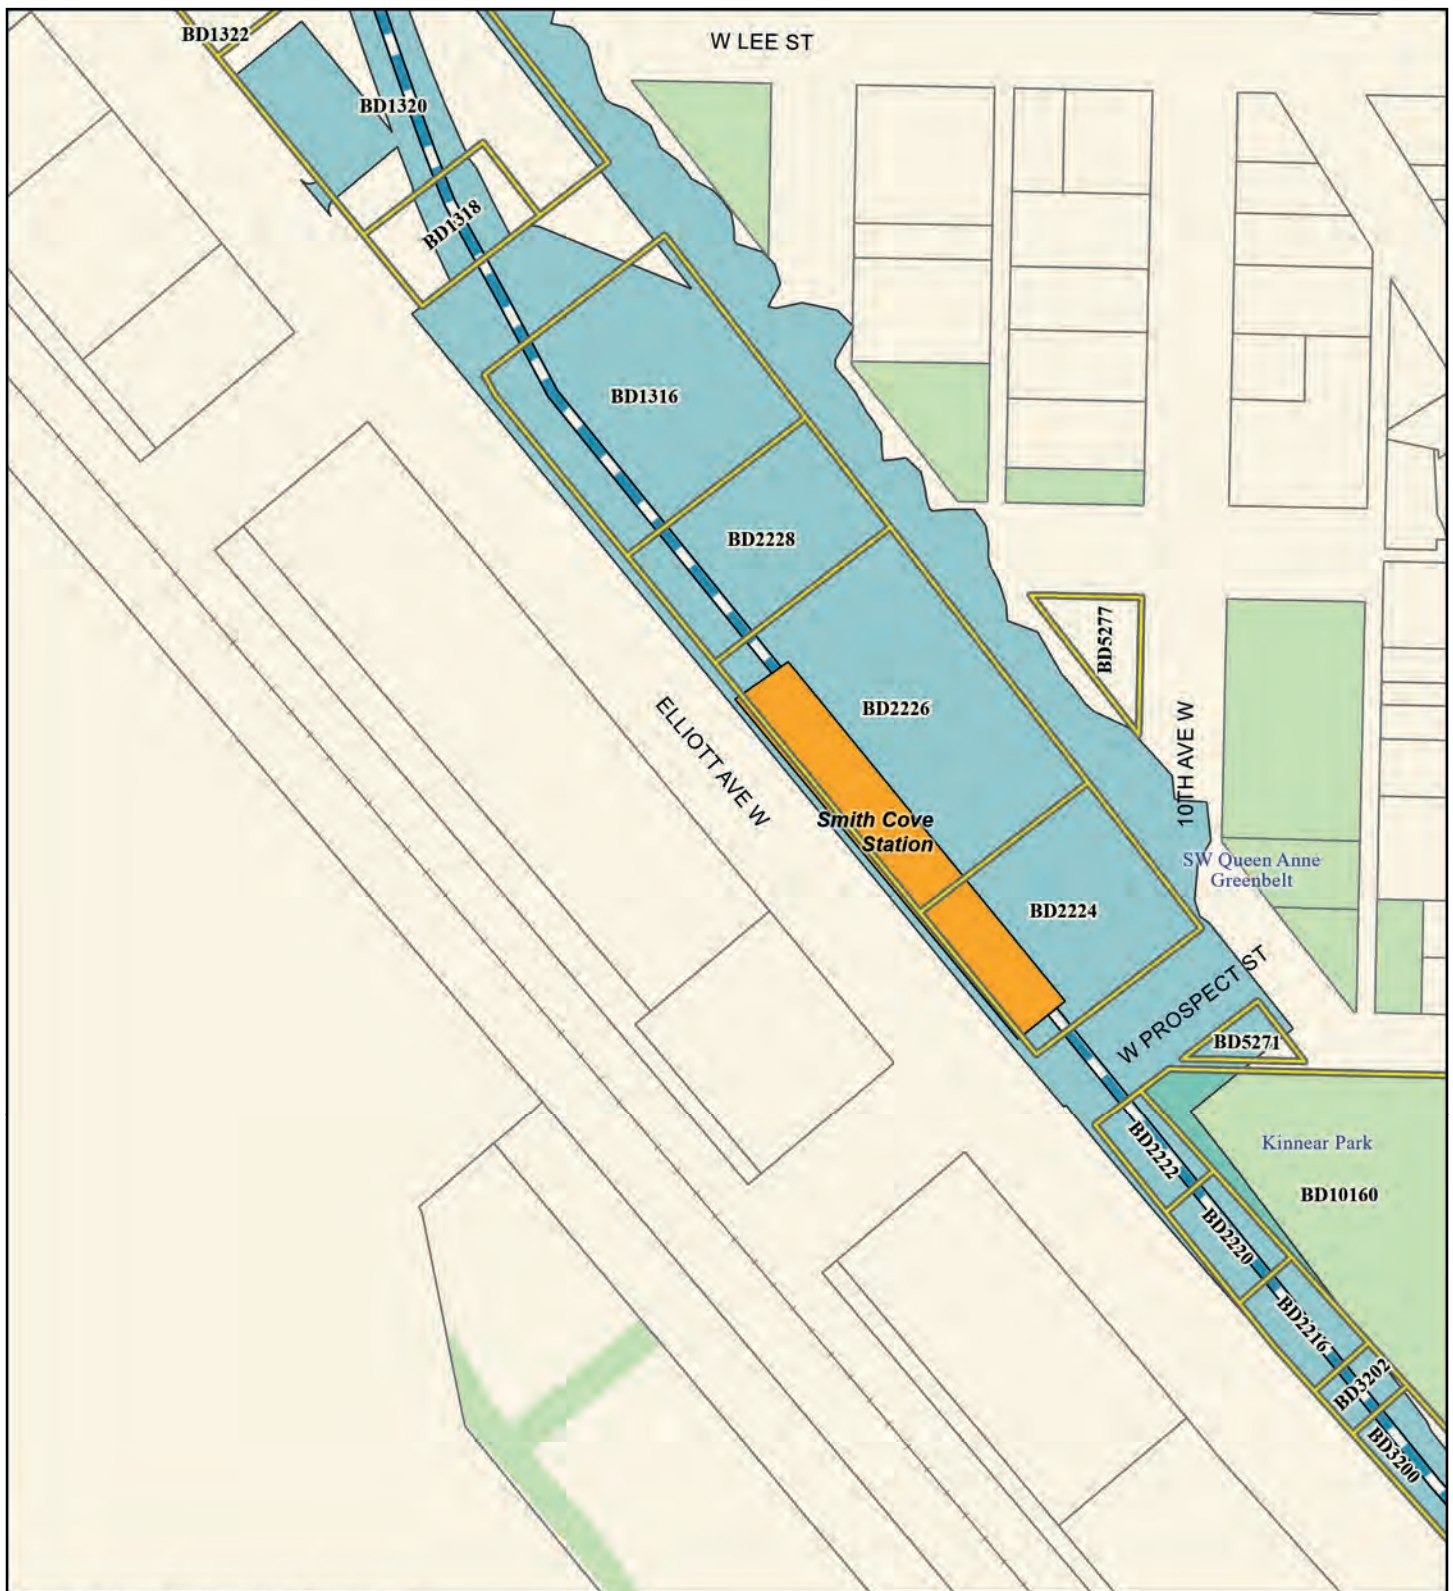 BD1322
W LEE ST
BD1320
BD1318
BD1316
BD2228
BD5277
BD2226
ELLIOTT AVE W
10TH AVE W
Smith Cove
Station
SW Queen Anne
Greenbelt
BD2224
W PROSPECT ST
BD5271
BD2222
Kinnear Park
BD10160
BD2220
BD2216
BD3202
BD3200